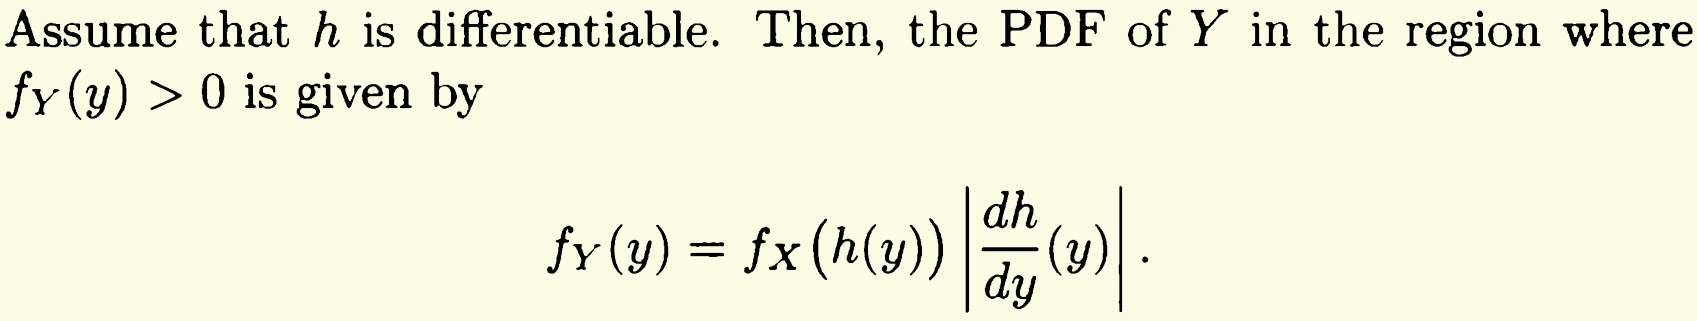 Assume that h is differentiable. Then, the PDF of Y in the region where
f_Y(y) > 0 is given by
f_Y(y) = f_X(h(y)) |dh/dy (y)|.